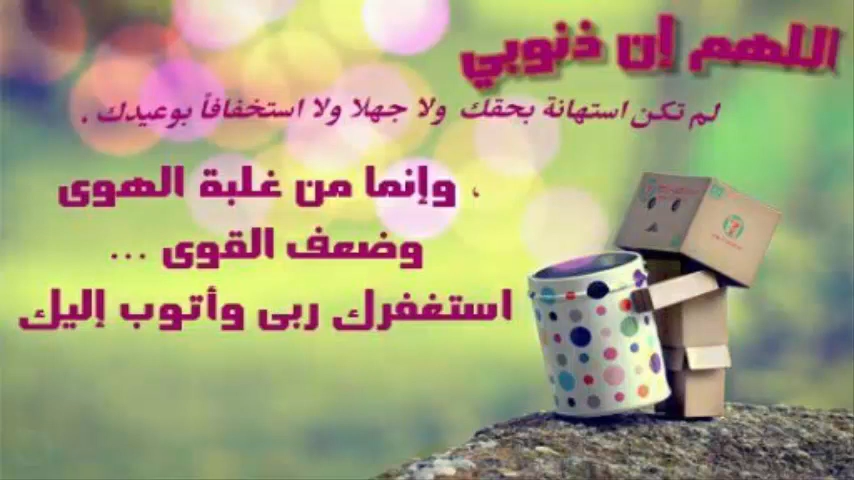 اللهم إن ذنوبي
لم تكن استهانة بحقك ولا جهلا ولا استخفافاً بوعيدك .
، وإنما من غلبة الهوى
وضعف القوى ...
استغفرك ربى وأتوب إليك